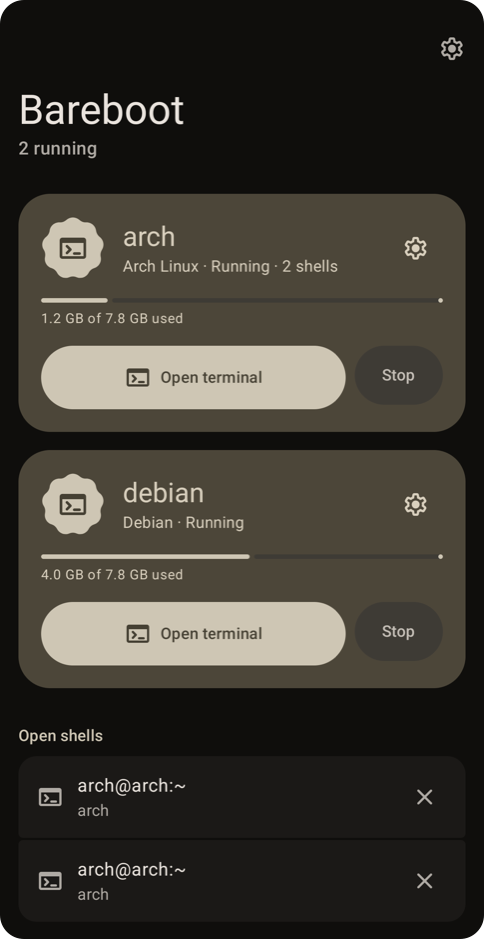 Bareboot
2 running
arch
Arch Linux · Running · 2 shells
1.2 GB of 7.8 GB used
Open terminal
Stop
debian
Debian · Running
4.0 GB of 7.8 GB used
Open terminal
Stop
Open shells
arch@arch:~
arch
arch@arch:~
arch